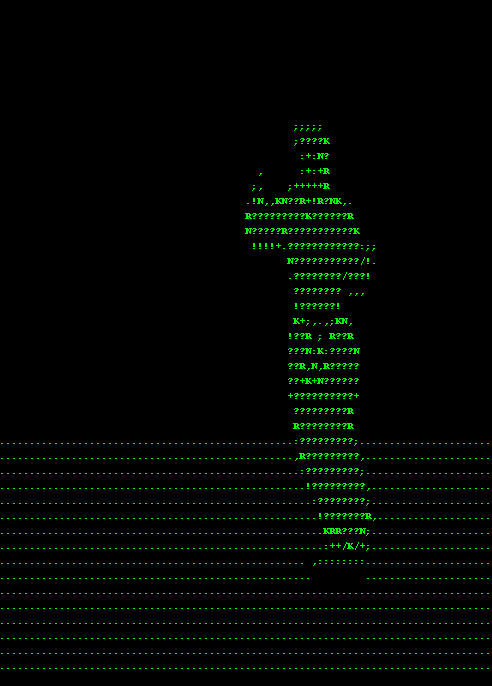 ;;;;;
                                                 ;????K
                                                  :+:N?
                                           ,      :+:+R
                                          ;,    ;+++++R
                                         .!N,,KN??R+!R?NK,.
                                         R?????????K??????R
                                         N?????R???????????K
                                          !!!!+.????????????:;;
                                                N???????????/!.
                                                .????????/???!
                                                 ???????? ,,,
                                                 !??????!
                                                 K+;,.,;KN,
                                                !??R ; R??R
                                                ???N:K:????N
                                                ??R,N,R?????
                                                ??+K+N??????
                                                +??????????+
                                                 ?????????R
                                                 R????????R
.................................................:?????????;......................
.................................................,R?????????,.....................
..................................................:?????????;.....................
...................................................!?????????,....................
....................................................:????????;....................
.....................................................!???????R,...................
......................................................KRR???N;....................
......................................................:++/K/+;....................
....................................................,::::::::.....................
....................................................         .....................
..................................................................................
..................................................................................
..................................................................................
..................................................................................
..................................................................................
..................................................................................